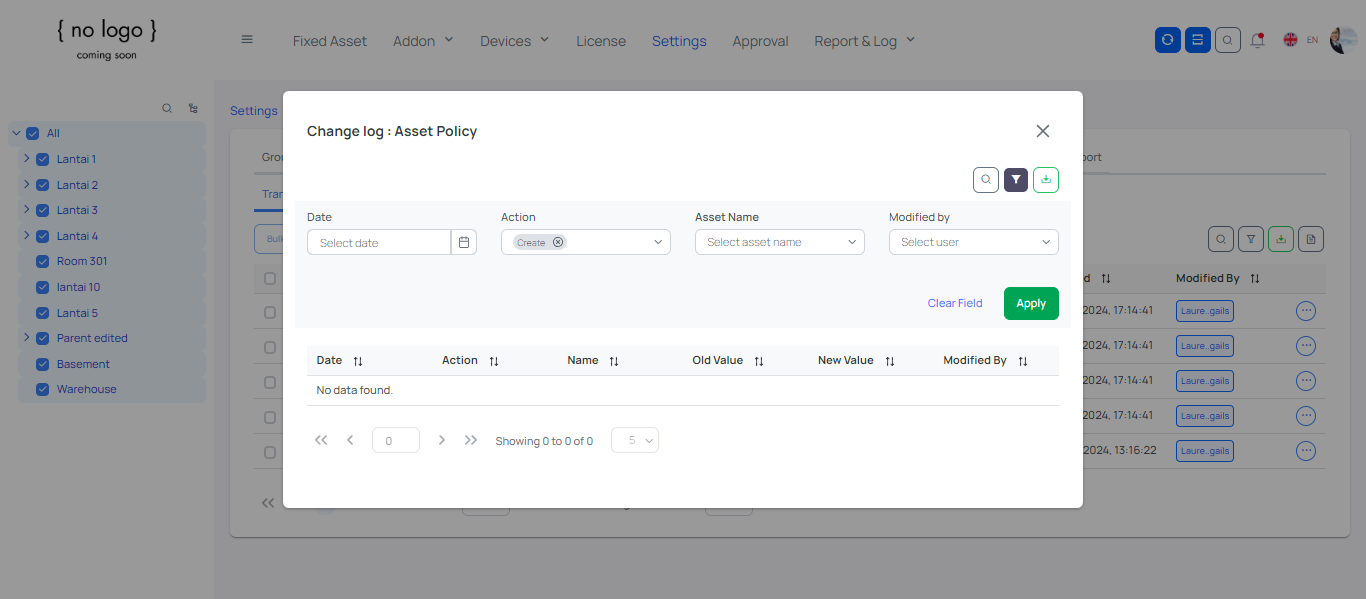 { no logo }
coming soon
Fixed Asset
Addon
Devices
License
Settings
Approval
Report & Log
EN
All
Lantai 1
Lantai 2
Lantai 3
Lantai 4
Room 301
lantai 10
Lantai 5
Parent edited
Basement
Warehouse
Settings
Change log : Asset Policy
Date
Action
Asset Name
Modified by
Select date
Create
Select asset name
Select user
Clear Field
Apply
Date
Action
Name
Old Value
New Value
Modified By
No data found.
0
Showing 0 to 0 of 0
5
Modified By
2024, 17:14:41
Laure..gails
2024, 17:14:41
Laure..gails
2024, 17:14:41
Laure..gails
2024, 17:14:41
Laure..gails
2024, 13:16:22
Laure..gails